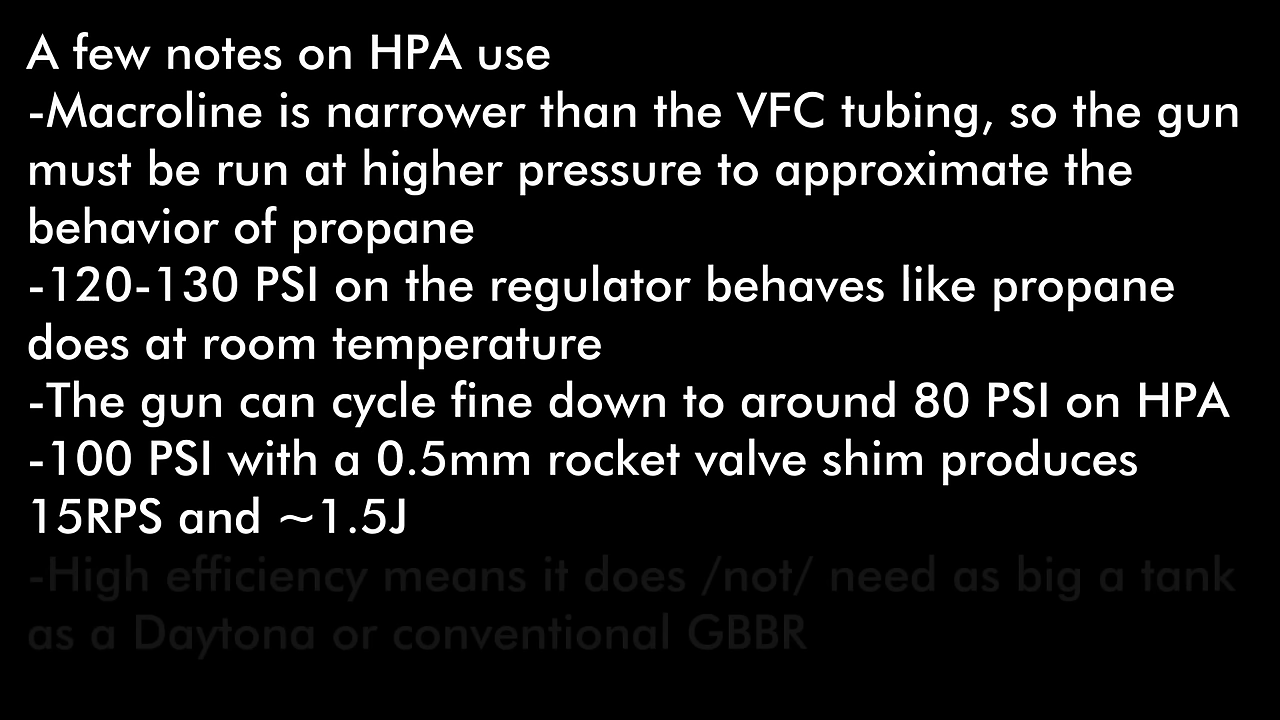 A few notes on HPA use
-Macroline is narrower than the VFC tubing, so the gun
must be run at higher pressure to approximate the
behavior of propane
-120-130 PSI on the regulator behaves like propane
does at room temperature
-The gun can cycle fine down to around 80 PSI on HPA
-100 PSI with a 0.5mm rocket valve shim produces
15RPS and ~1.5J
-High efficiency means it does /not/ need as big a tank
as a Daytona or conventional GBBR